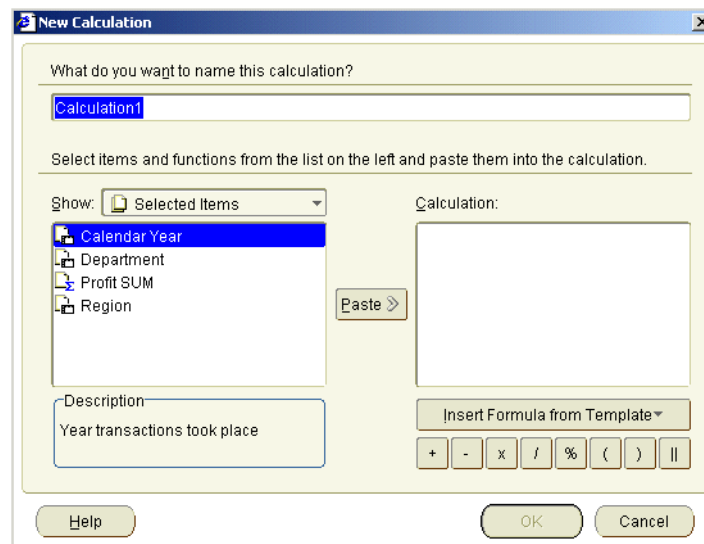 New Calculation
What do you want to name this calculation?
Calculation1
Select items and functions from the list on the left and paste them into the calculation.
Show: Selected Items
Calculation:
Calendar Year
Department
Profit SUM
Region
Paste
Description
Year transactions took place
Insert Formula from Template
+ - x / % ( ) ||
Help
OK
Cancel